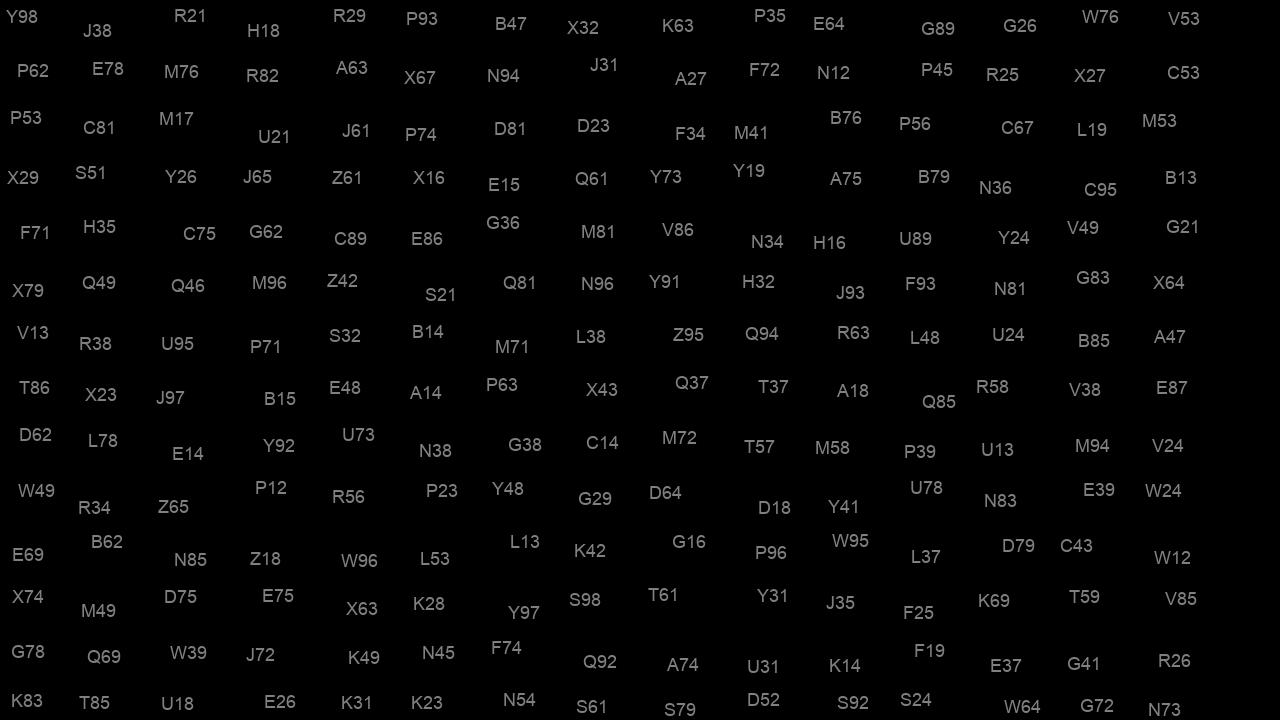 Y98 J38 R21 H18 R29 P93 B47 X32 K63 P35 E64 G89 G26 W76 V53
P62 E78 M76 R82 A63 X67 N94 J31 A27 F72 N12 P45 R25 X27 C53
P53 C81 M17 U21 J61 P74 D81 D23 F34 M41 B76 P56 C67 L19 M53
X29 S51 Y26 J65 Z61 X16 E15 Q61 Y73 Y19 A75 B79 N36 C95 B13
F71 H35 C75 G62 C89 E86 G36 M81 V86 N34 H16 U89 Y24 V49 G21
X79 Q49 Q46 M96 Z42 S21 Q81 N96 Y91 H32 J93 F93 N81 G83 X64
V13 R38 U95 P71 S32 B14 M71 L38 Z95 Q94 R63 L48 U24 B85 A47
T86 X23 J97 B15 E48 A14 P63 X43 Q37 T37 A18 Q85 R58 V38 E87
D62 L78 E14 Y92 U73 N38 G38 C14 M72 T57 M58 P39 U13 M94 V24
W49 R34 Z65 P12 R56 P23 Y48 G29 D64 D18 Y41 U78 N83 E39 W24
E69 B62 N85 Z18 W96 L53 L13 K42 G16 P96 W95 L37 D79 C43 W12
X74 M49 D75 E75 X63 K28 Y97 S98 T61 Y31 J35 F25 K69 T59 V85
G78 Q69 W39 J72 K49 N45 F74 Q92 A74 U31 K14 F19 E37 G41 R26
K83 T85 U18 E26 K31 K23 N54 S61 S79 D52 S92 S24 W64 G72 N73